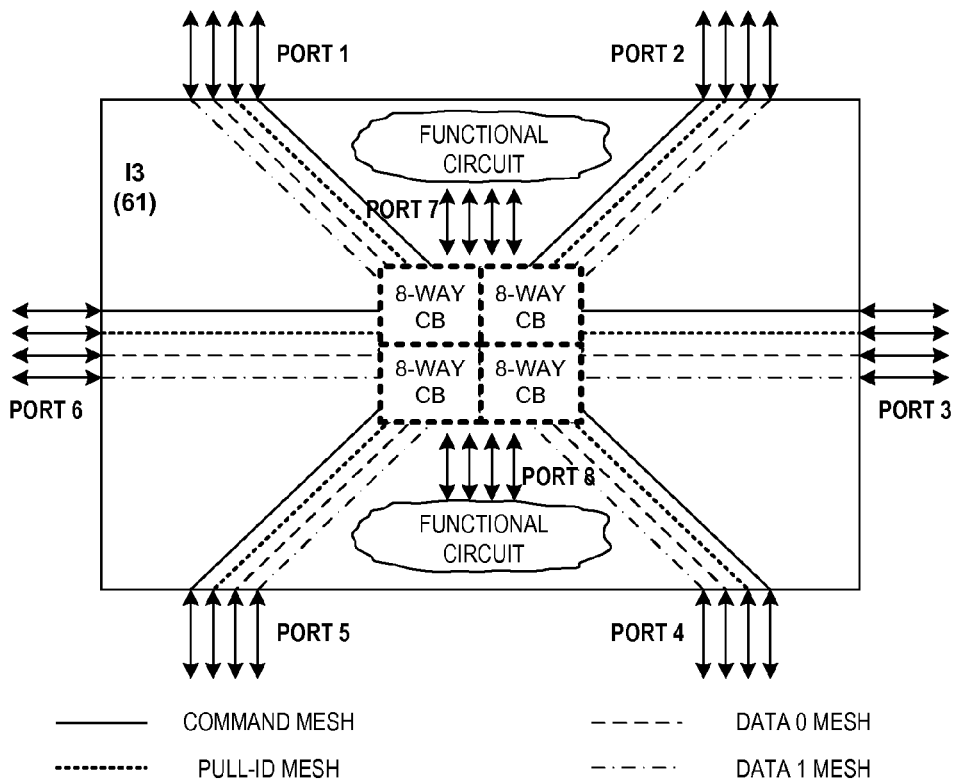 PORT 1
PORT 2
FUNCTIONAL
CIRCUIT
I3
(61)
PORT 7
8-WAY
CB
8-WAY
CB
8-WAY
CB
8-WAY
CB
PORT 6
PORT 3
PORT 8
FUNCTIONAL
CIRCUIT
PORT 5
PORT 4
COMMAND MESH
DATA 0 MESH
PULL-ID MESH
DATA 1 MESH